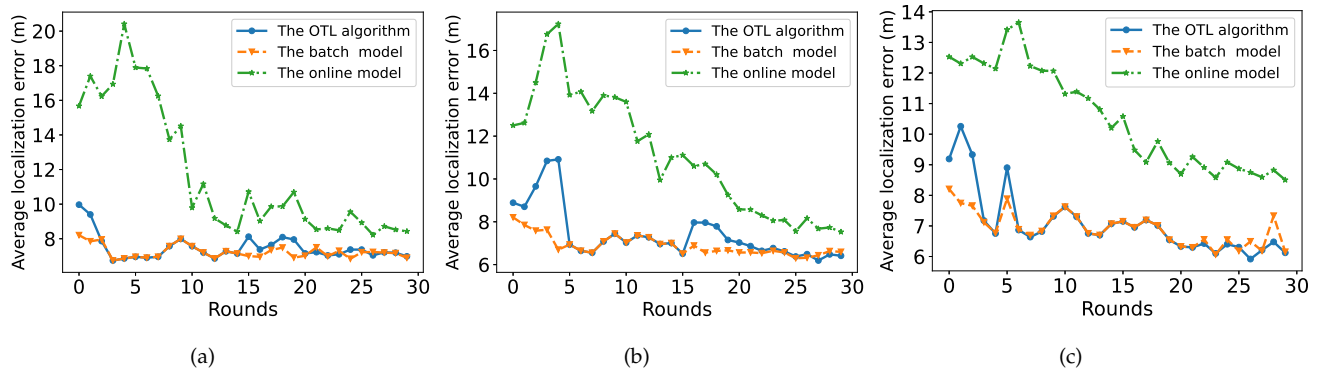 Average localization error (m)
20
18
16
14
12
10
8
The OTL algorithm
The batch model
The online model
0 5 10 15 20 25 30
Rounds
(a)
Average localization error (m)
16
14
12
10
8
6
The OTL algorithm
The batch model
The online model
0 5 10 15 20 25 30
Rounds
(b)
Average localization error (m)
14
13
12
11
10
9
8
7
6
The OTL algorithm
The batch model
The online model
0 5 10 15 20 25 30
Rounds
(c)